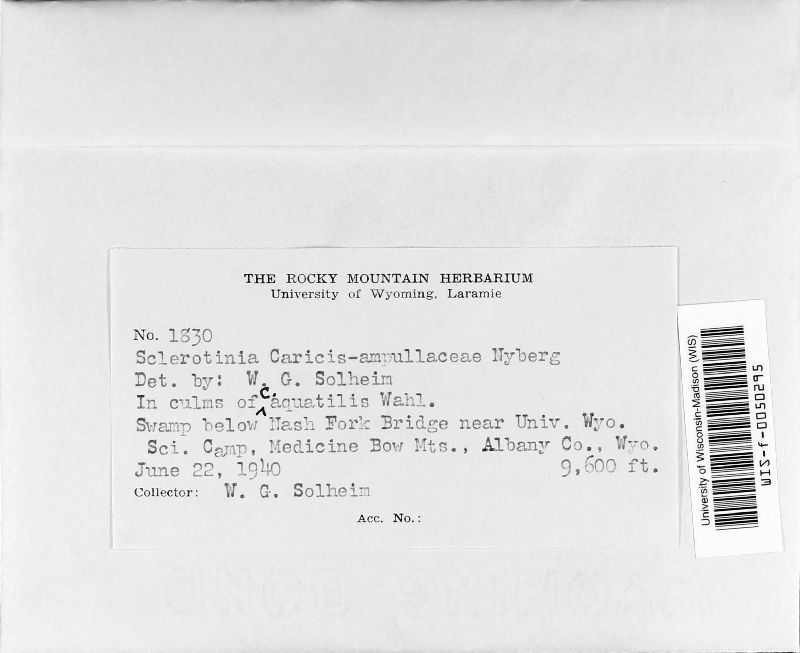 THE ROCKY MOUNTAIN HERBARIUM
University of Wyoming, Laramie
No. 1830
Sclerotinia Caricis-ampullaceae Nyberg
Det. by: W. G. Solheim
In culms of C. aquatilis Wahl.
Swamp below Nash Fork Bridge near Univ. Wyo.
Sci. Camp, Medicine Bow Mts., Albany Co., Wyo.
June 22, 1940 9,600 ft.
Collector: W. G. Solheim
Acc. No.:
University of Wisconsin-Madison (WIS)
WIS-f-0050295